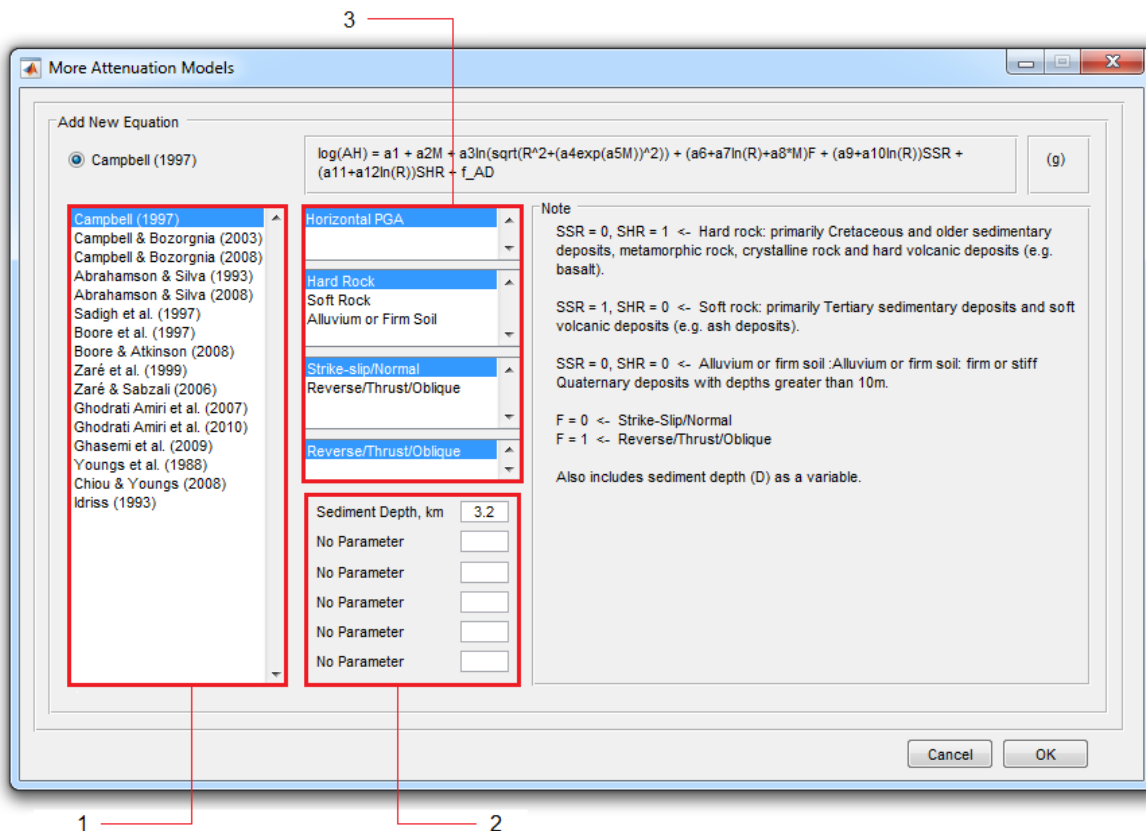 3
More Attenuation Models
Add New Equation
Campbell (1997)
log(AH) = a1 + a2M + a3ln(sqrt(R^2+(a4exp(a5M))^2)) + (a6+a7ln(R)+a8*M)F + (a9+a10ln(R))SSR +
(a11+a12ln(R))SHR + f_AD
(g)
Campbell (1997)
Campbell & Bozorgnia (2003)
Campbell & Bozorgnia (2008)
Abrahamson & Silva (1993)
Abrahamson & Silva (2008)
Sadigh et al. (1997)
Boore et al. (1997)
Boore & Atkinson (2008)
Zaré et al. (1999)
Zaré & Sabzali (2006)
Ghodrati Amiri et al. (2007)
Ghodrati Amiri et al. (2010)
Ghasemi et al. (2009)
Youngs et al. (1988)
Chiou & Youngs (2008)
Idriss (1993)
Horizontal PGA
Hard Rock
Soft Rock
Alluvium or Firm Soil
Strike-slip/Normal
Reverse/Thrust/Oblique
Reverse/Thrust/Oblique
Sediment Depth, km 3.2
No Parameter
No Parameter
No Parameter
No Parameter
No Parameter
Note
SSR = 0, SHR = 1 <- Hard rock: primarily Cretaceous and older sedimentary
deposits, metamorphic rock, crystalline rock and hard volcanic deposits (e.g.
basalt).
SSR = 1, SHR = 0 <- Soft rock: primarily Tertiary sedimentary deposits and soft
volcanic deposits (e.g. ash deposits).
SSR = 0, SHR = 0 <- Alluvium or firm soil :Alluvium or firm soil: firm or stiff
Quaternary deposits with depths greater than 10m.
F = 0 <- Strike-Slip/Normal
F = 1 <- Reverse/Thrust/Oblique
Also includes sediment depth (D) as a variable.
Cancel
OK
1
2